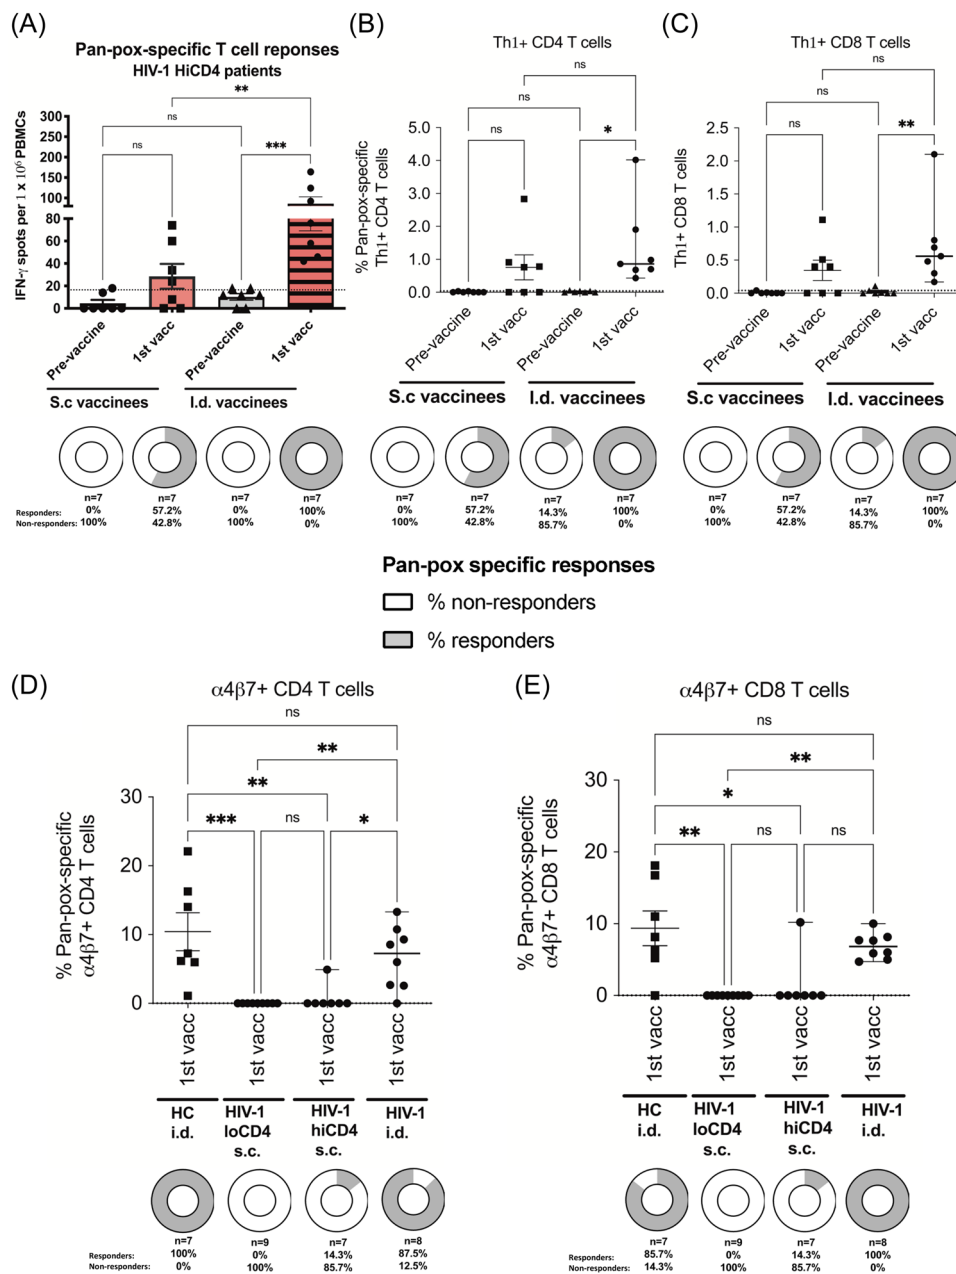 (A)
Pan-pox-specific T cell reponses
HIV-1 HiCD4 patients
**
ns
ns
***
IFN-γ spots per 1 x 10⁶ PBMCs
300
250
200
150
100
50
80
60
40
20
0
Pre-vaccine
1st vacc
Pre-vaccine
1st vacc
S.c vaccinees
I.d. vaccinees
n=7
n=7
n=7
n=7
Responders: 0% 57.2% 0% 100%
Non-responders: 100% 42.8% 100% 0%
(B)
Th1+ CD4 T cells
ns
ns
ns
*
% Pan-pox-specific
Th1+ CD4 T cells
5.0
4.0
3.0
2.0
1.0
0.0
Pre-vaccine
1st vacc
Pre-vaccine
1st vacc
S.c vaccinees
I.d. vaccinees
n=7
n=7
n=7
n=7
0% 57.2% 14.3% 100%
100% 42.8% 85.7% 0%
(C)
Th1+ CD8 T cells
ns
ns
ns
**
Th1+ CD8 T cells
2.5
2.0
1.5
1.0
0.5
0.0
Pre-vaccine
1st vacc
Pre-vaccine
1st vacc
S.c vaccinees
I.d. vaccinees
n=7
n=7
n=7
n=7
0% 57.2% 14.3% 100%
100% 42.8% 85.7% 0%
Pan-pox specific responses
% non-responders
% responders
(D)
α4β7+ CD4 T cells
ns
**
**
***
ns
*
% Pan-pox-specific
α4β7+ CD4 T cells
30
20
10
0
1st vacc
1st vacc
1st vacc
1st vacc
HC
i.d.
HIV-1
loCD4
s.c.
HIV-1
hiCD4
s.c.
HIV-1
i.d.
n=7
n=9
n=7
n=8
Responders: 100% 0% 14.3% 87.5%
Non-responders: 0% 100% 85.7% 12.5%
(E)
α4β7+ CD8 T cells
ns
**
*
**
ns
ns
% Pan-pox-specific
α4β7+ CD8 T cells
30
20
10
0
1st vacc
1st vacc
1st vacc
1st vacc
HC
i.d.
HIV-1
loCD4
s.c.
HIV-1
hiCD4
s.c.
HIV-1
i.d.
n=7
n=9
n=7
n=8
Responders: 85.7% 0% 14.3% 100%
Non-responders: 14.3% 100% 85.7% 0%